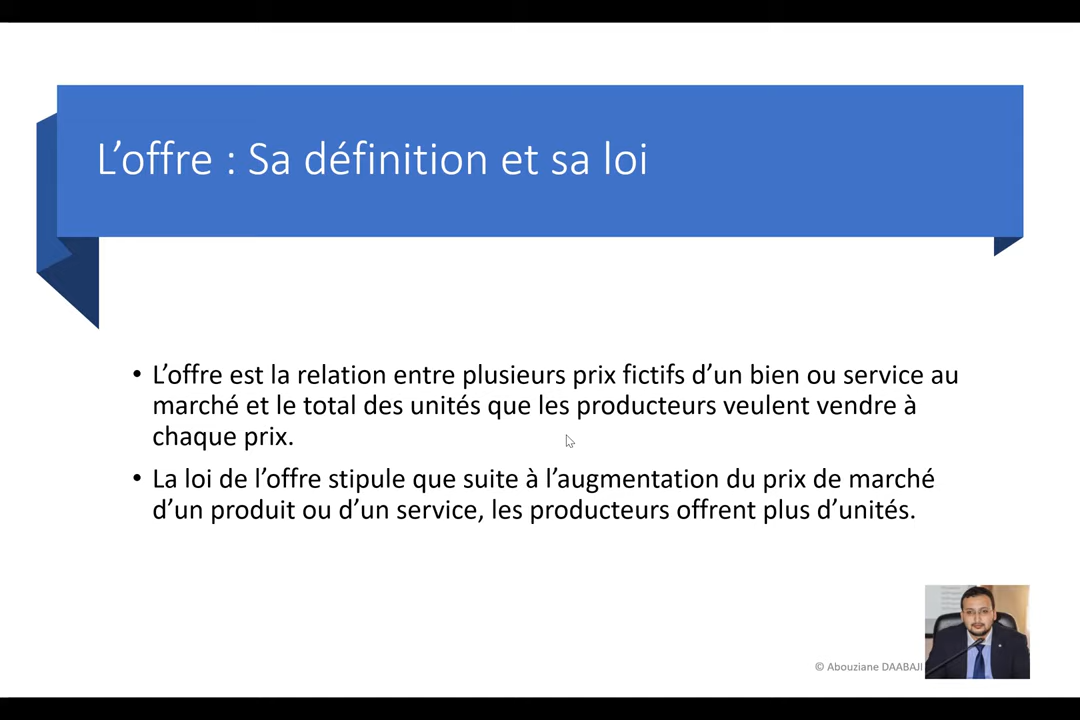 L’offre : Sa définition et sa loi
• L’offre est la relation entre plusieurs prix fictifs d’un bien ou service au
marché et le total des unités que les producteurs veulent vendre à
chaque prix.
• La loi de l’offre stipule que suite à l’augmentation du prix de marché
d’un produit ou d’un service, les producteurs offrent plus d’unités.
© Abouziane DAABAJI